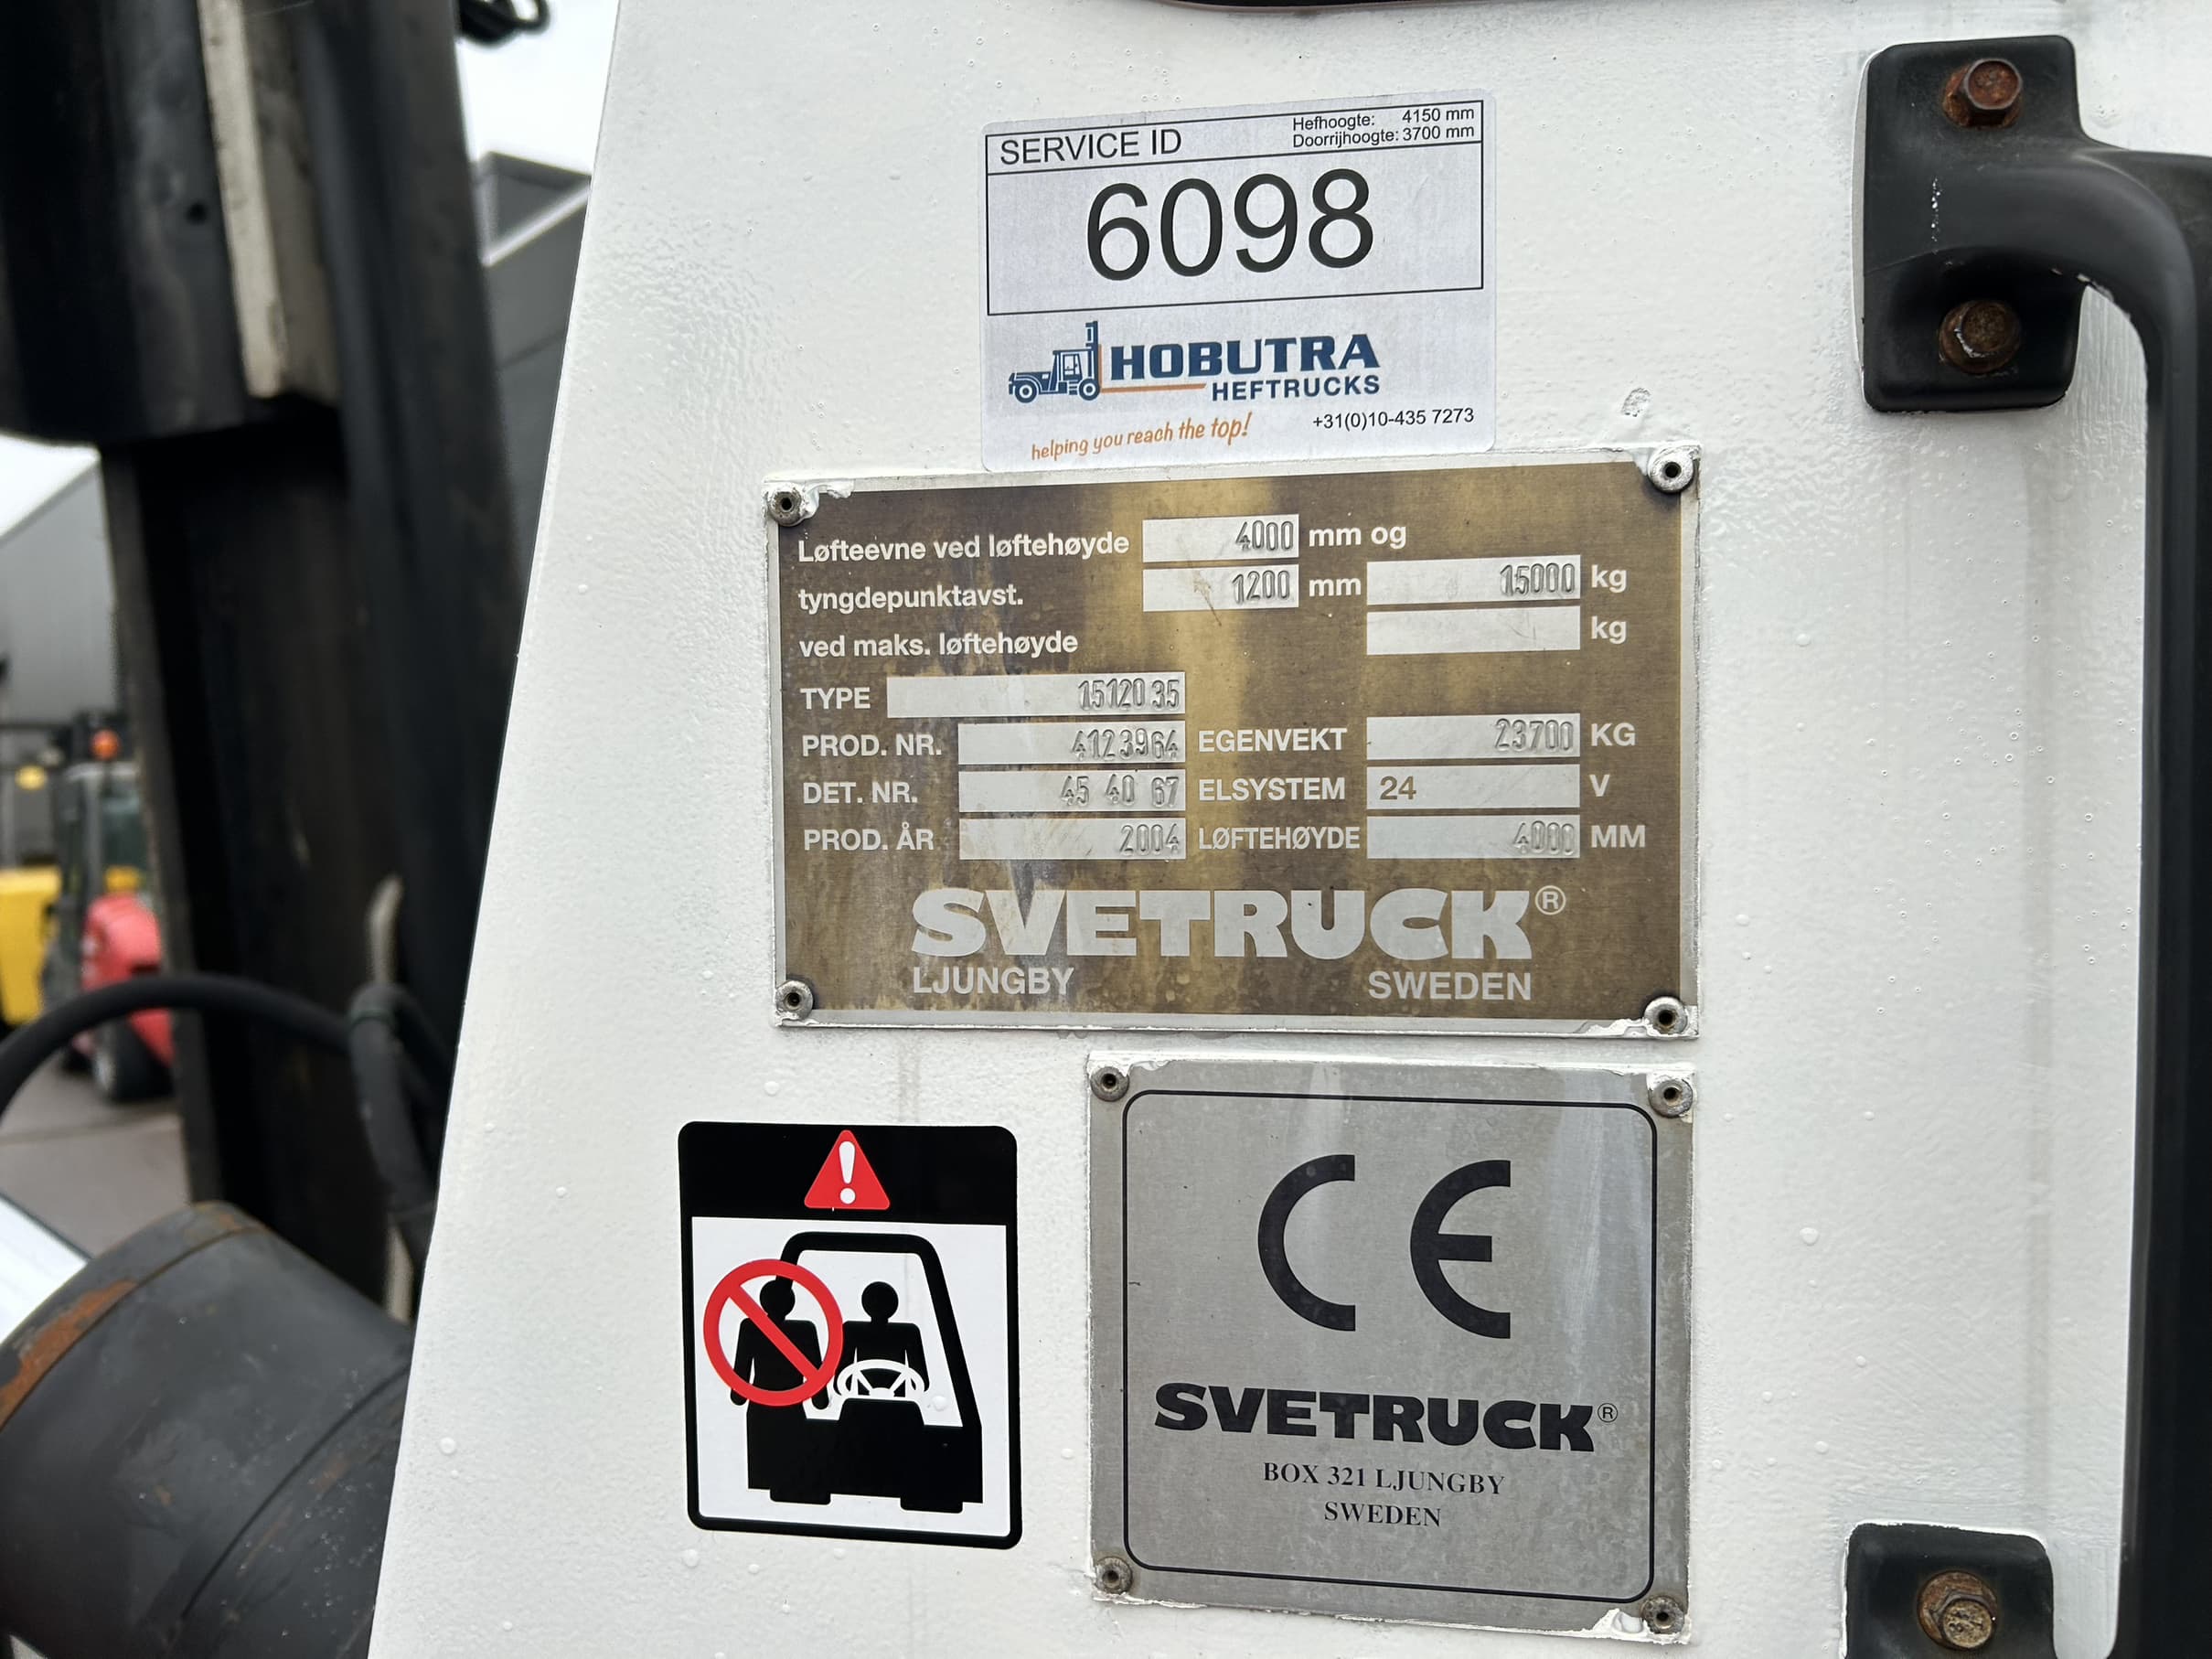 SERVICE ID
Hefhoogte: 4150 mm
Doorrijhoogte: 3700 mm
6098
HOBUTRA
HEFTRUCKS
helping you reach the top!
+31(0)10-435 7273
Løfteevne ved løftehøyde 4000 mm og
tyngdepunktavst. 1200 mm 15000 kg
ved maks. løftehøyde kg
TYPE 1512035
PROD. NR. 4123964 EGENVEKT 23700 KG
DET. NR. 45 40 67 ELSYSTEM 24 V
PROD. ÅR 2004 LØFTEHØYDE 4000 MM
SVETRUCK®
LJUNGBY SWEDEN
CE
SVETRUCK®
BOX 321 LJUNGBY
SWEDEN